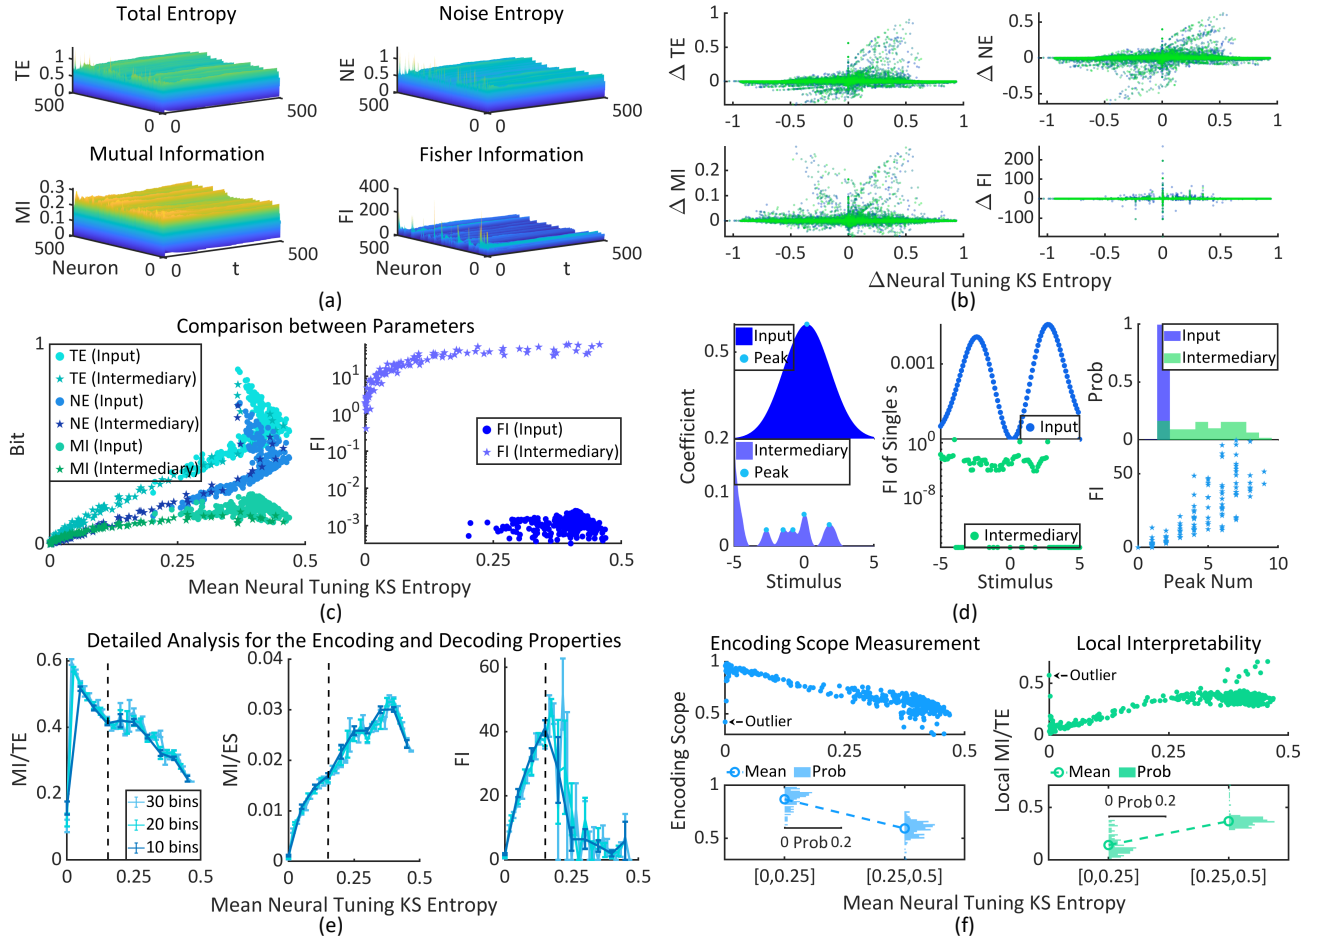 Total Entropy
TE
1
0.5
0
500
0 0
500
Noise Entropy
NE
1
0.5
0
500
0 0
500
Mutual Information
MI
0.3
0.2
0.1
0
500
Neuron
0 0
t
500
Fisher Information
FI
400
200
0
500
Neuron
0 0
t
500
(a)
Δ TE
1
0.5
0
-1 -0.5 0 0.5 1
Δ NE
0.5
0
-0.5
-1 -0.5 0 0.5 1
Δ MI
0.2
0.1
0
-1 -0.5 0 0.5 1
Δ FI
200
100
0
-100
-1 -0.5 0 0.5 1
ΔNeural Tuning KS Entropy
(b)
Comparison between Parameters
Bit
1
0
TE (Input)
TE (Intermediary)
NE (Input)
NE (Intermediary)
MI (Input)
MI (Intermediary)
0 0.25 0.5
FI
10^1
10^0
10^-1
10^-2
10^-3
FI (Input)
FI (Intermediary)
0 0.25 0.5
Mean Neural Tuning KS Entropy
(c)
Coefficient
0.5
0.2
0.1
0
Input
Peak
Intermediary
Peak
-5 0 5
Stimulus
FI of Single s
0.001
0
10^0
10^-8
Input
Intermediary
-5 0 5
Stimulus
Prob
1
0.5
0
Input
Intermediary
FI
50
0
0 5 10
Peak Num
(d)
Detailed Analysis for the Encoding and Decoding Properties
MI/TE
0.6
0.4
0.2
0
30 bins
20 bins
10 bins
0 0.25 0.5
MI/ES
0.04
0.03
0.02
0.01
0
0 0.25 0.5
FI
60
40
20
0
0 0.25 0.5
Mean Neural Tuning KS Entropy
(e)
Encoding Scope Measurement
Encoding Scope
1
0.5
Outlier
0 0.25 0.5
Mean Prob
1
0.5
0 Prob 0.2
[0,0.25] [0.25,0.5]
Local Interpretability
Local MI/TE
1
0.5
0
Outlier
0 0.25 0.5
Mean Prob
0.5
0
0 Prob 0.2
[0,0.25] [0.25,0.5]
Mean Neural Tuning KS Entropy
(f)